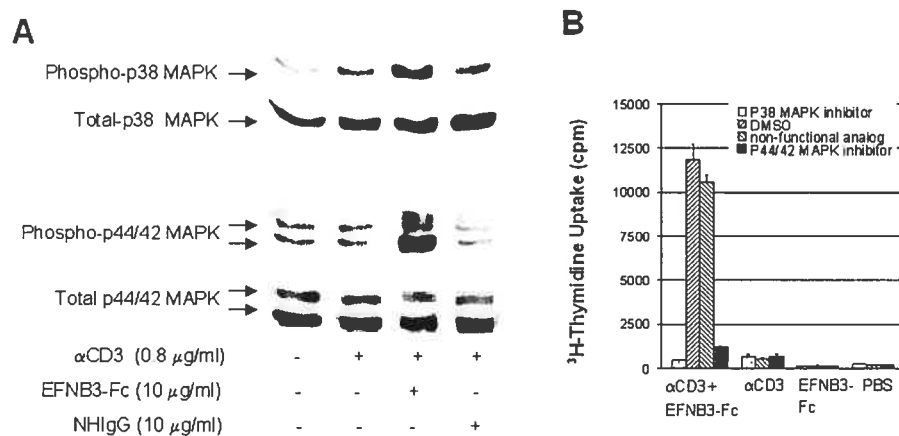 A
Phospho-p38 MAPK
Total-p38 MAPK
Phospho-p44/42 MAPK
Total p44/42 MAPK
αCD3 (0.8 µg/ml) - + + +
EFNB3-Fc (10 µg/ml) - - + -
NHIgG (10 µg/ml) - - - +
B
³H-Thymidine Uptake (cpm)
15000
12500
10000
7500
5000
2500
0
P38 MAPK inhibitor
DMSO
non-functional analog
P44/42 MAPK inhibitor
αCD3+
EFNB3-Fc
αCD3
EFNB3-
Fc
PBS